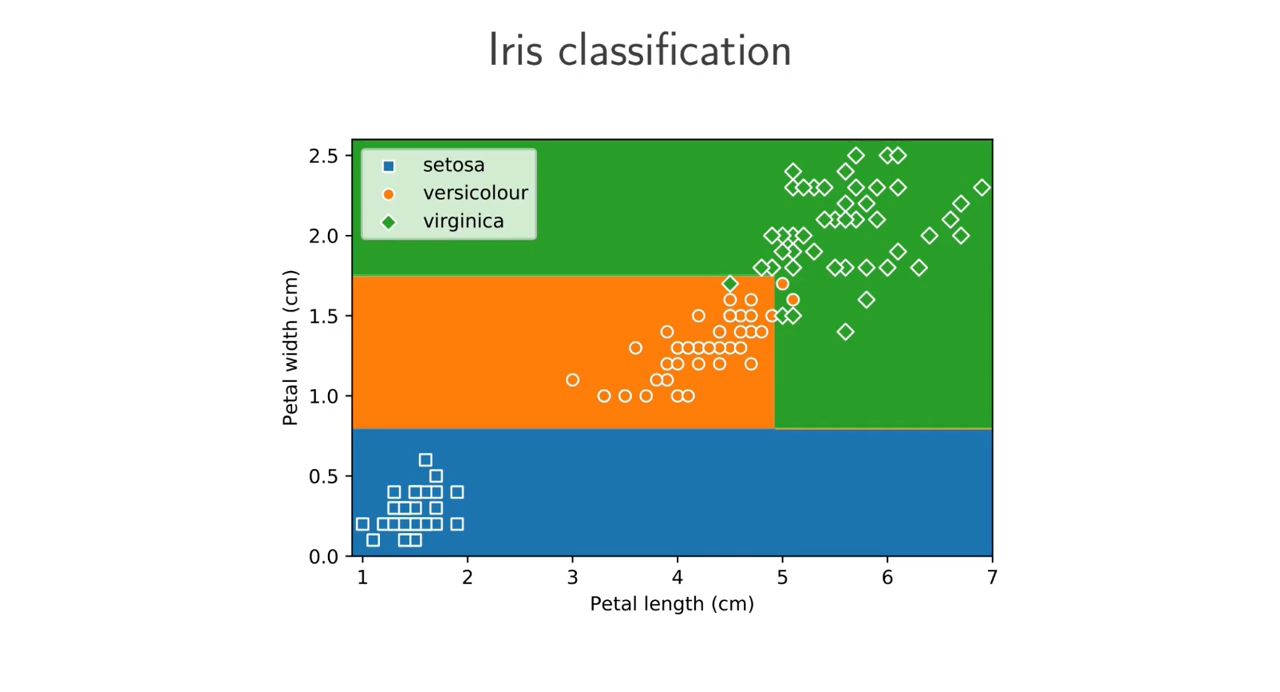 Iris classification
setosa
versicolour
virginica
Petal width (cm)
2.5
2.0
1.5
1.0
0.5
0.0
1 2 3 4 5 6 7
Petal length (cm)